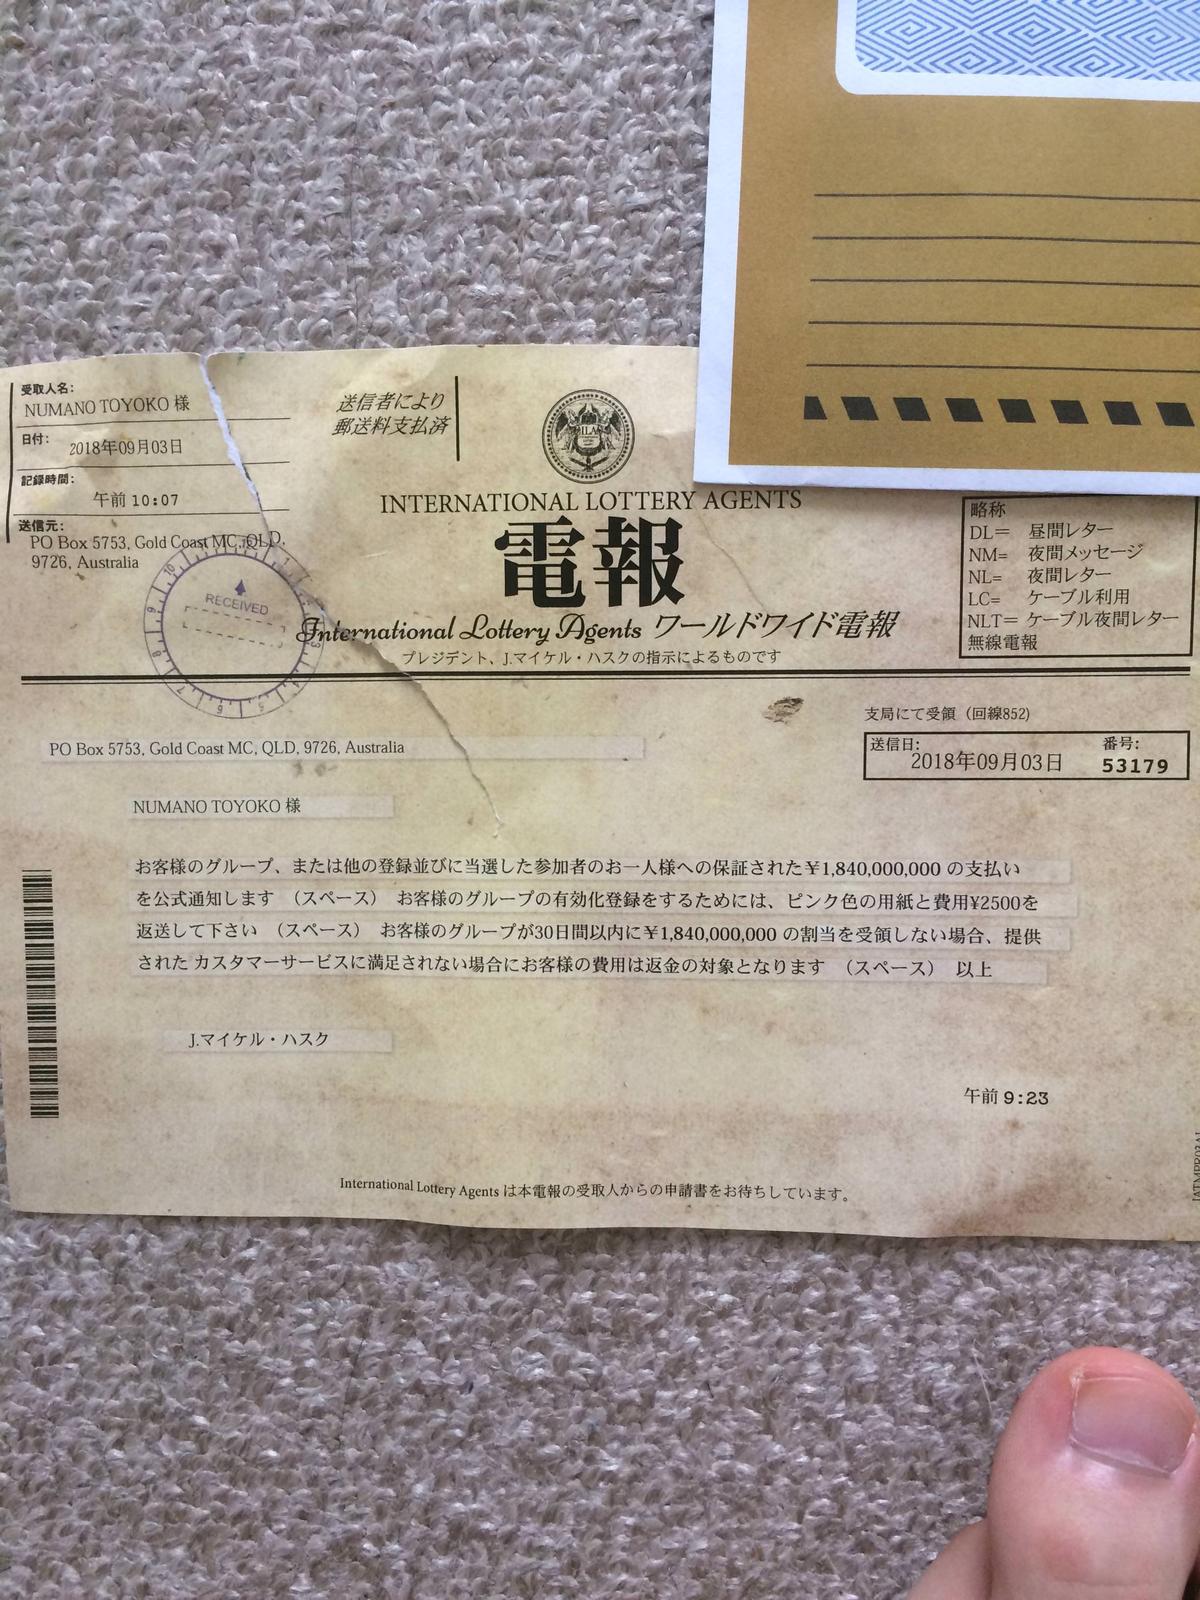 受取人名:
NUMANO TOYOKO 様
日付: 2018年09月03日
記録時間:
午前 10:07
送信元:
PO Box 5753, Gold Coast MC, QLD,
9726, Australia
RECEIVED
送信者により
郵送料支払済
ILA
INTERNATIONAL LOTTERY AGENTS
電報
International Lottery Agents ワールドワイド電報
プレジデント、J.マイケル・ハスクの指示によるものです
略称
DL= 昼間レター
NM= 夜間メッセージ
NL= 夜間レター
LC= ケーブル利用
NLT= ケーブル夜間レター
無線電報
支局にて受領（回線852)
送信日: 2018年09月03日 番号: 53179
PO Box 5753, Gold Coast MC, QLD, 9726, Australia
NUMANO TOYOKO 様
お客様のグループ、または他の登録並びに当選した参加者のお一人様への保証された¥1,840,000,000 の支払い
を公式通知します （スペース） お客様のグループの有効化登録をするためには、ピンク色の用紙と費用¥2500を
返送して下さい （スペース） お客様のグループが30日間以内に¥1,840,000,000 の割当を受領しない場合、提供
された カスタマーサービスに満足されない場合にお客様の費用は返金の対象となります （スペース） 以上
J.マイケル・ハスク
午前 9:23
International Lottery Agents は本電報の受取人からの申請書をお待ちしています。